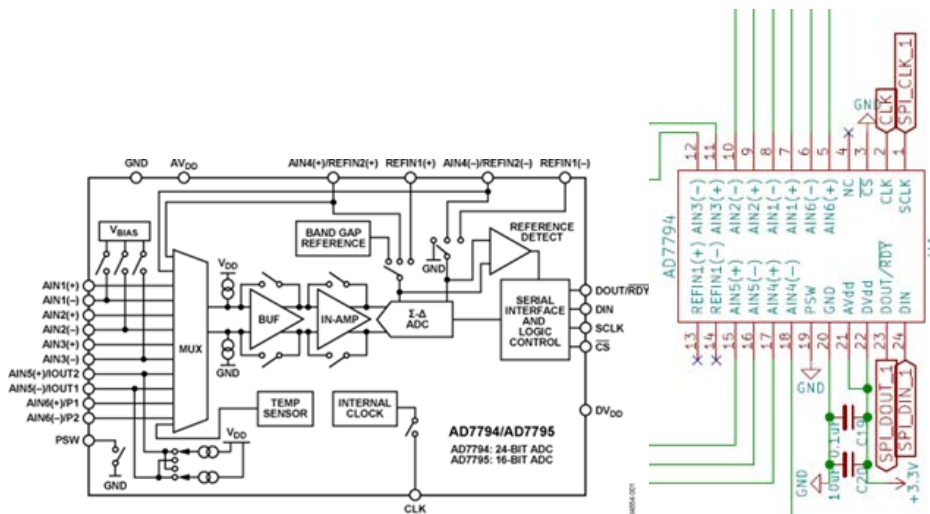 GND
AVDD
AIN4(+)/REFIN2(+)
REFIN1(+)
AIN4(–)/REFIN2(–)
REFIN1(–)
VBIAS
BAND GAP
REFERENCE
GND
REFERENCE
DETECT
AIN1(+)
AIN1(–)
AIN2(+)
AIN2(–)
AIN3(+)
AIN3(–)
AIN5(+)/IOUT2
AIN5(–)/IOUT1
AIN6(+)/P1
AIN6(–)/P2
PSW
GND
MUX
VDD
GND
BUF
IN-AMP
Σ-Δ
ADC
SERIAL
INTERFACE
AND
LOGIC
CONTROL
DOUT/RDY
DIN
SCLK
CS
DVDD
TEMP
SENSOR
INTERNAL
CLOCK
VDD
AD7794/AD7795
AD7794: 24-BIT ADC
AD7795: 16-BIT ADC
CLK
GND
CLK
SPI_CLK_1
12
11
10
9
8
7
6
5
4
3
2
1
AIN3(–)
AIN3(+)
AIN2(–)
AIN2(+)
AIN1(–)
AIN1(+)
AIN6(–)
AIN6(+)
NC
CS
CLK
SCLK
AD7794
REFIN1(+)
REFIN1(–)
AIN5(+)
AIN5(–)
AIN4(+)
AIN4(–)
PSW
GND
AVdd
DVdd
DOUT/RDY
DIN
13
14
15
16
17
18
19
20
21
22
23
24
GND
0.1uF
C19
10uF
C20
GND
SPI_DOUT_1
SPI_DIN_1
+3.3V